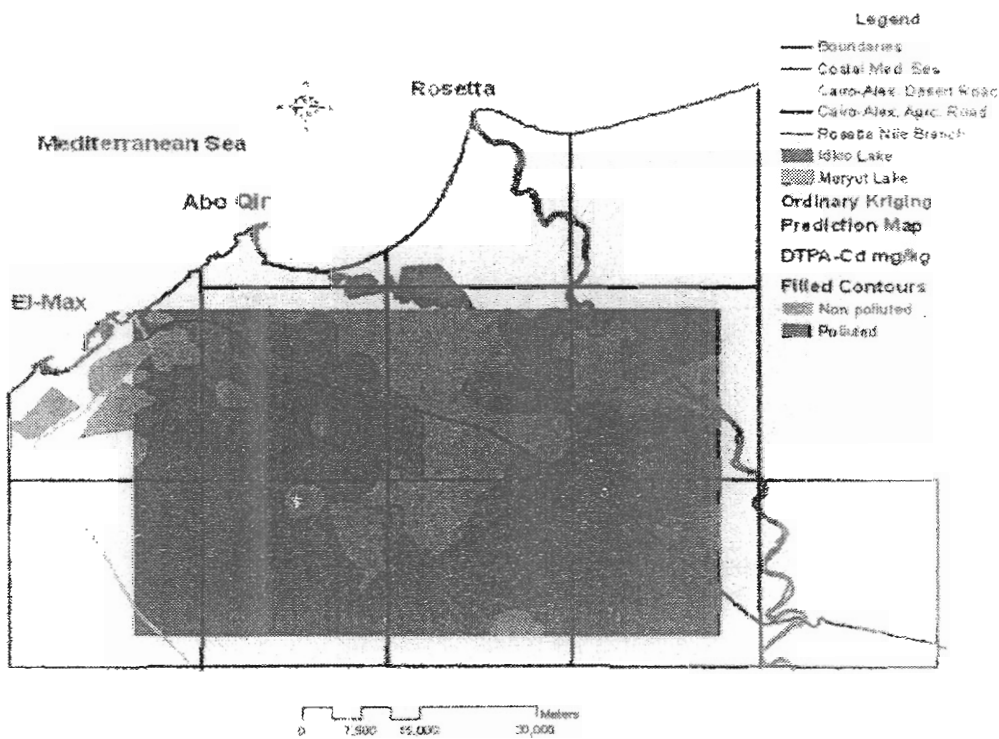 Legend
Boundaries
Costal Med. Sea
Cairo-Alex. Desert Road
Cairo-Alex. Agric. Road
Rosetta Nile Branch
Idko Lake
Maryut Lake
Ordinary Kriging
Prediction Map
DTPA-Cd mg/kg
Filled Contours
Non polluted
Polluted
Rosetta
Mediterranean Sea
Abo Qir
El-Max
Meters
0 7,500 15,000 30,000